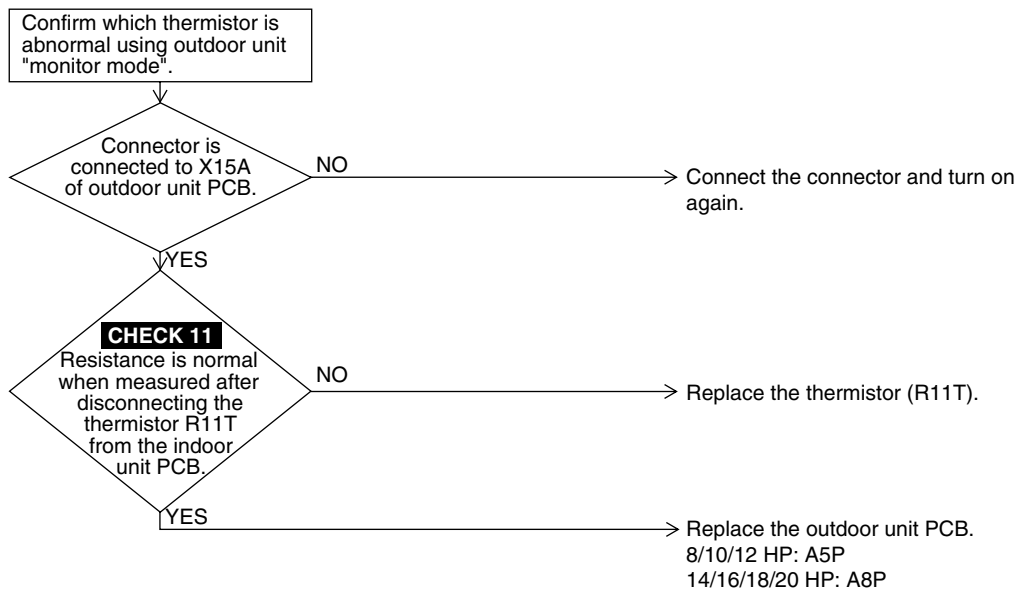 Confirm which thermistor is
abnormal using outdoor unit
"monitor mode".
Connector is
connected to X15A
of outdoor unit PCB.
NO
Connect the connector and turn on
again.
YES
CHECK 11
Resistance is normal
when measured after
disconnecting the
thermistor R11T
from the indoor
unit PCB.
NO
Replace the thermistor (R11T).
YES
Replace the outdoor unit PCB.
8/10/12 HP: A5P
14/16/18/20 HP: A8P